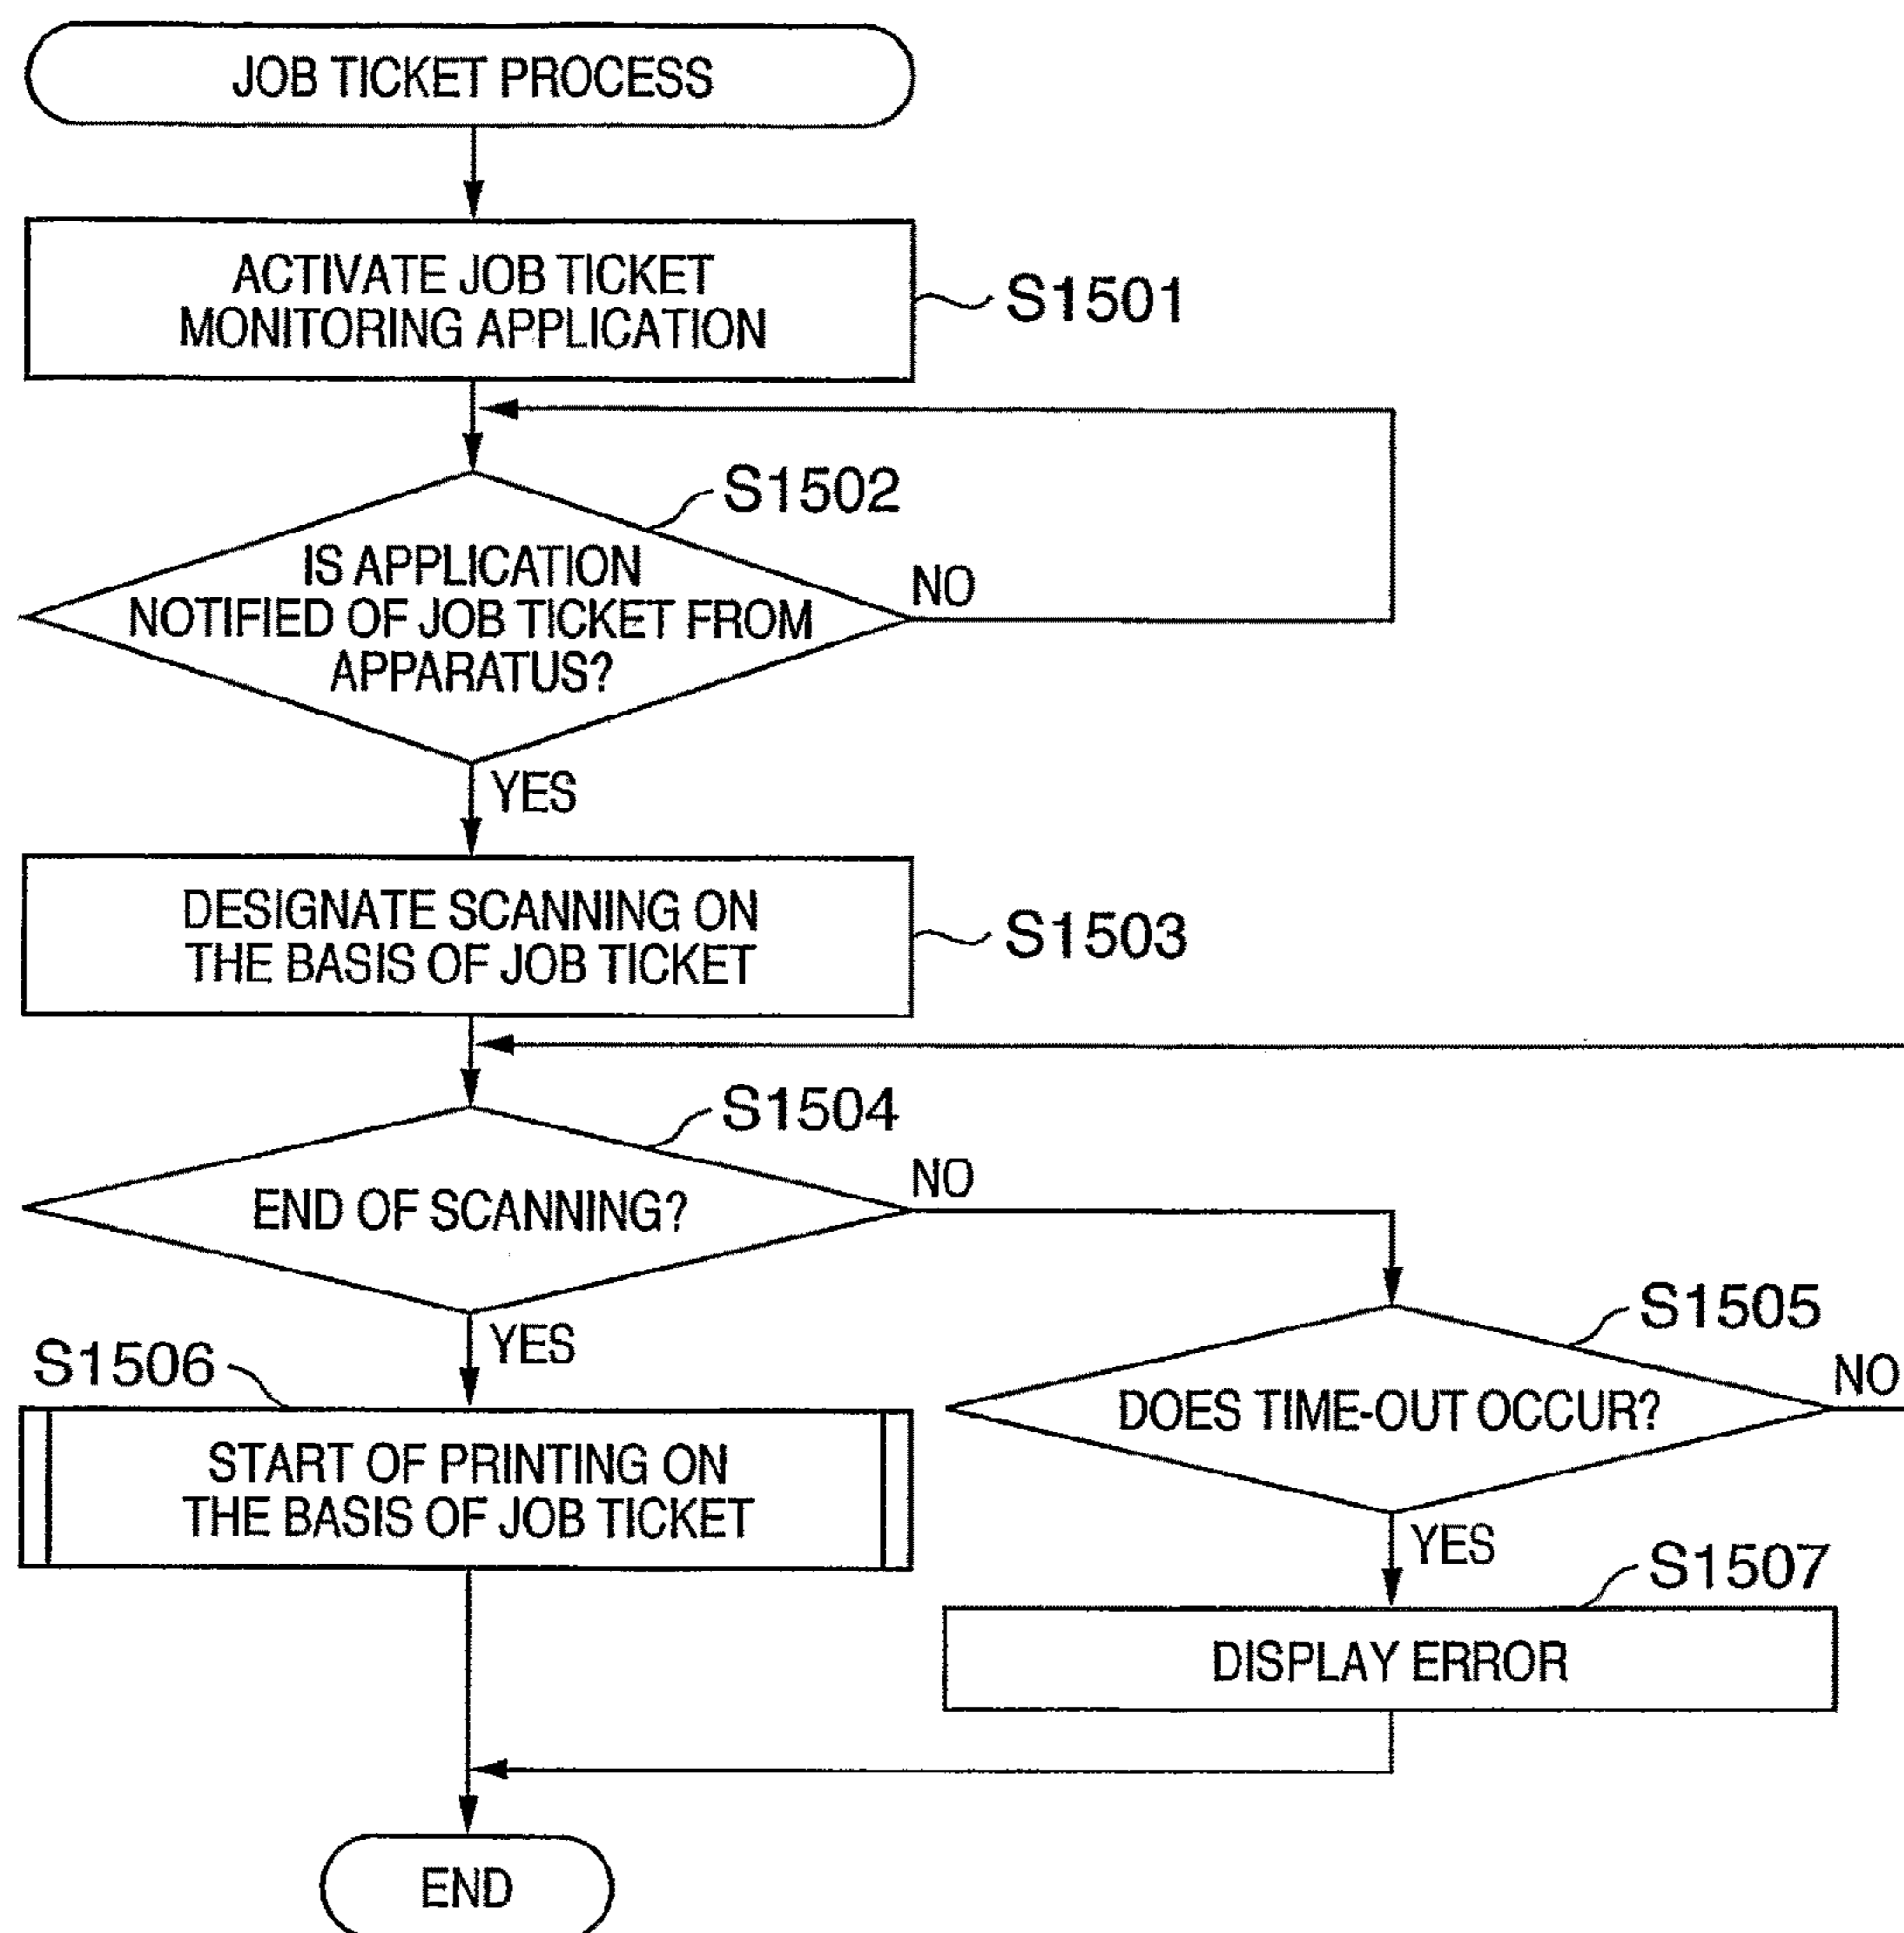 JOB TICKET PROCESS
ACTIVATE JOB TICKET
MONITORING APPLICATION
S1501
S1502
IS APPLICATION
NOTIFIED OF JOB TICKET FROM
APPARATUS?
NO
YES
DESIGNATE SCANNING ON
THE BASIS OF JOB TICKET
S1503
S1504
END OF SCANNING?
NO
YES
S1505
DOES TIME-OUT OCCUR?
NO
YES
S1506
START OF PRINTING ON
THE BASIS OF JOB TICKET
S1507
DISPLAY ERROR
END